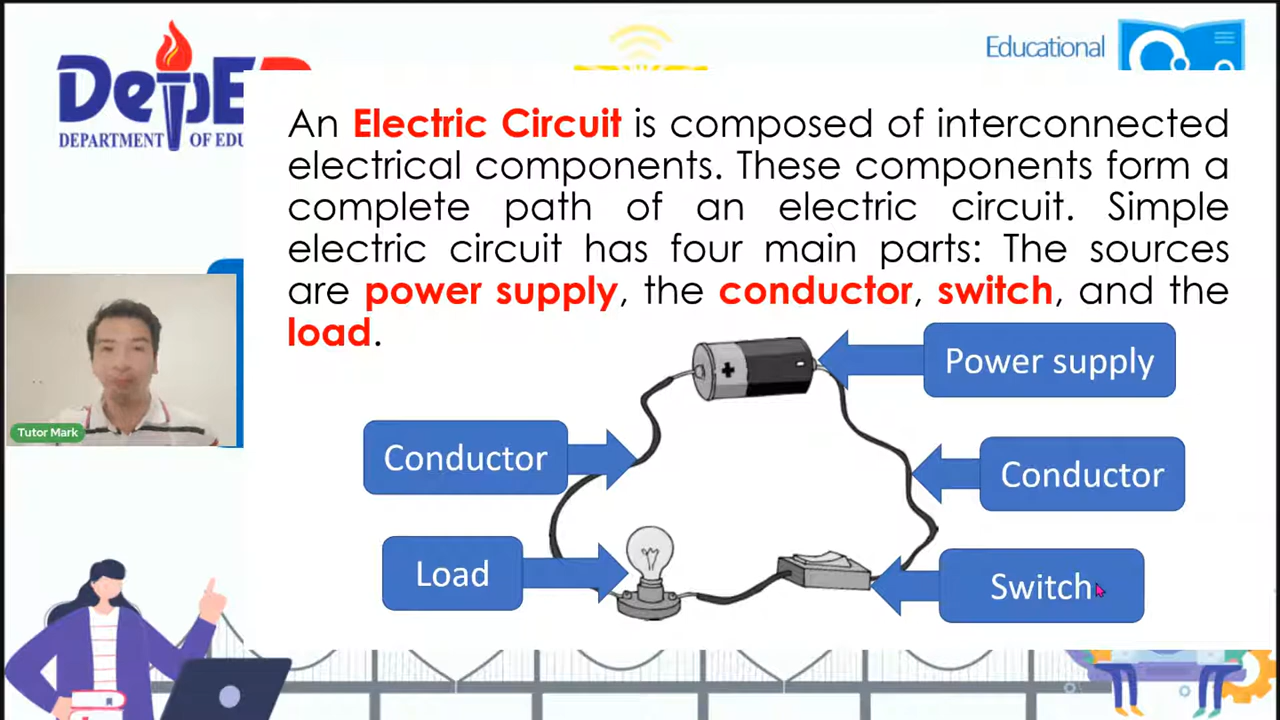 DepE
DEPARTMENT OF EDU
Educational
An Electric Circuit is composed of interconnected
electrical components. These components form a
complete path of an electric circuit. Simple
electric circuit has four main parts: The sources
are power supply, the conductor, switch, and the
load.
Power supply
Conductor
Conductor
Load
Switch
Tutor Mark